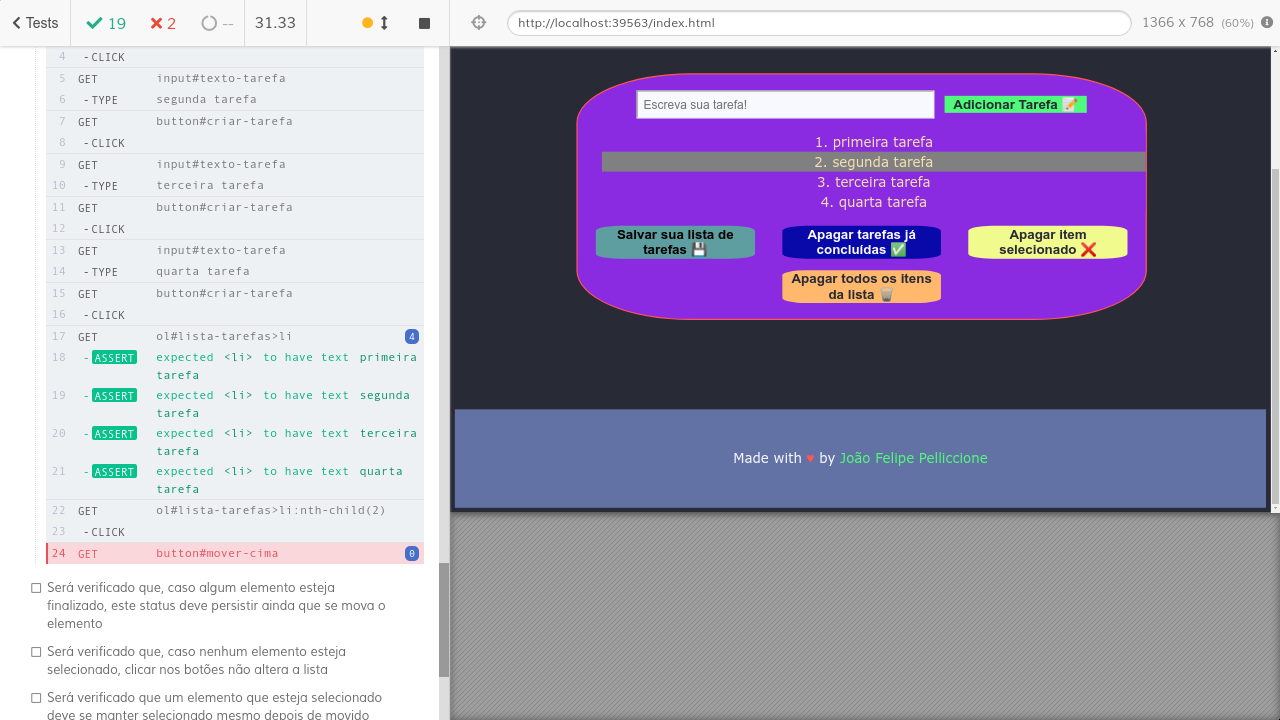 Tests 19 2 -- 31.33
http://localhost:39563/index.html 1366 x 768 (60%)
4 -CLICK
5 GET input#texto-tarefa
6 -TYPE segunda tarefa
7 GET button#criar-tarefa
8 -CLICK
9 GET input#texto-tarefa
10 -TYPE terceira tarefa
11 GET button#criar-tarefa
12 -CLICK
13 GET input#texto-tarefa
14 -TYPE quarta tarefa
15 GET button#criar-tarefa
16 -CLICK
17 GET ol#lista-tarefas>li 4
18 -ASSERT expected <li> to have text primeira
tarefa
19 -ASSERT expected <li> to have text segunda
tarefa
20 -ASSERT expected <li> to have text terceira
tarefa
21 -ASSERT expected <li> to have text quarta
tarefa
22 GET ol#lista-tarefas>li:nth-child(2)
23 -CLICK
24 GET button#mover-cima 0
Será verificado que, caso algum elemento esteja
finalizado, este status deve persistir ainda que se mova o
elemento
Será verificado que, caso nenhum elemento esteja
selecionado, clicar nos botões não altera a lista
Será verificado que um elemento que esteja selecionado
deve se manter selecionado mesmo depois de movido
Escreva sua tarefa! Adicionar Tarefa 📝
1. primeira tarefa
2. segunda tarefa
3. terceira tarefa
4. quarta tarefa
Salvar sua lista de
tarefas 💾
Apagar tarefas já
concluídas ✅
Apagar item
selecionado ❌
Apagar todos os itens
da lista 🗑️
Made with ♥ by João Felipe Pelliccione